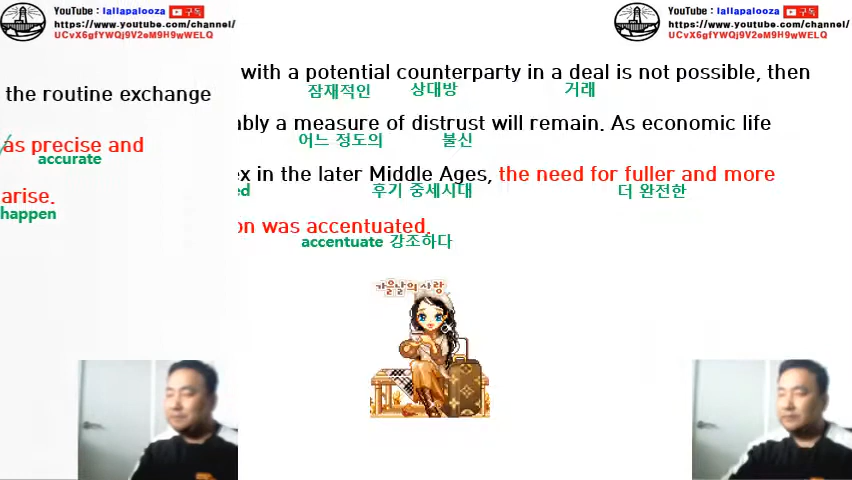 YouTube : lallapalooza 구독
https://www.youtube.com/channel/
UCvX6gfYWQj9V2eM9H9wWELQ
YouTube : lallapalooza 구독
https://www.youtube.com/channel/
UCvX6gfYWQj9V2eM9H9wWELQ
the routine exchange
as precise and
accurate
arise.
happen
with a potential counterparty in a deal is not possible, then
잠재적인 상대방 거래
ably a measure of distrust will remain. As economic life
어느 정도의 불신
ex in the later Middle Ages, the need for fuller and more
ed 후기 중세시대 더 완전한
on was accentuated.
accentuate 강조하다
가을날의 사랑